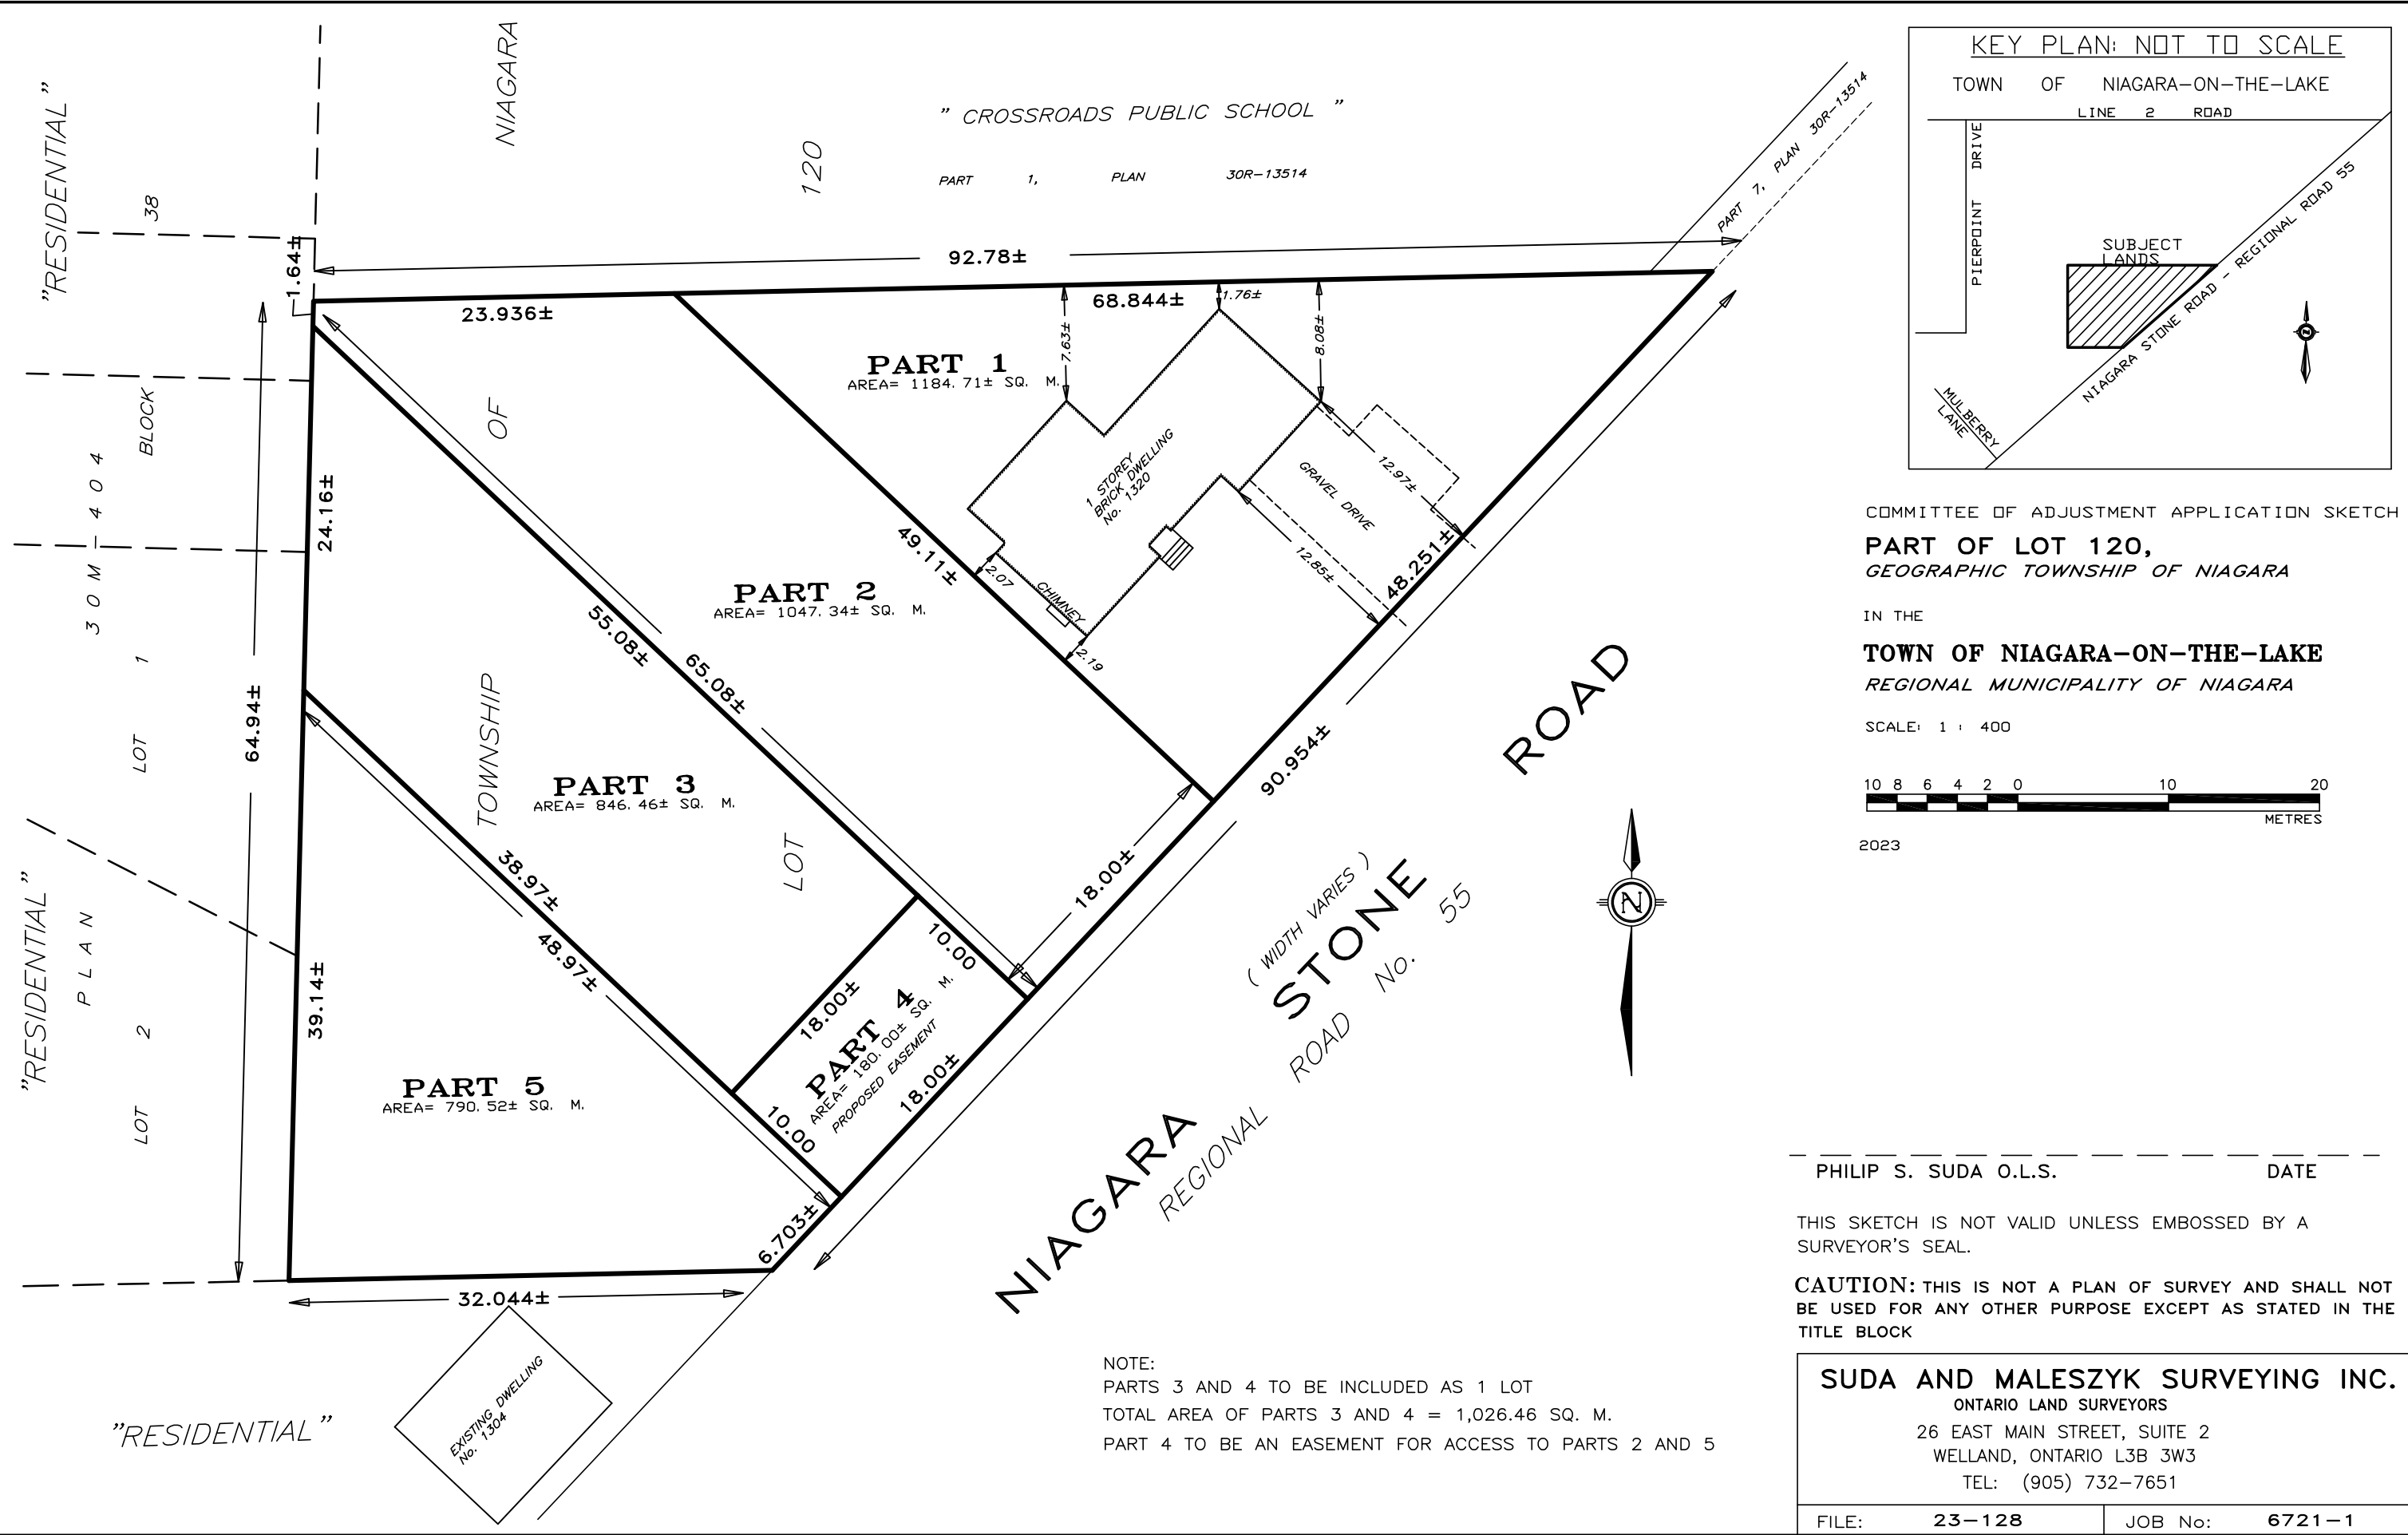 "RESIDENTIAL"
38
NIAGARA
120
" CROSSROADS PUBLIC SCHOOL "
PART 1, PLAN 30R-13514
PART 7, PLAN 30R-13514
1.64±
92.78±
23.936±
68.844±
1.76±
7.63±
8.08±
PART 1
AREA= 1184.71± SQ. M.
1 STOREY
BRICK DWELLING
No. 1320
GRAVEL DRIVE
12.97±
12.85±
48.251±
CHIMNEY
2.07
2.19
49.11±
OF
BLOCK
30M-404
24.16±
64.94±
LOT 1
PART 2
AREA= 1047.34± SQ. M.
55.08±
65.08±
TOWNSHIP
PART 3
AREA= 846.46± SQ. M.
LOT
90.954±
18.00±
38.97±
48.97±
10.00
18.00±
PART 4
AREA= 180.00± SQ. M.
PROPOSED EASEMENT
18.00±
10.00
6.703±
"RESIDENTIAL"
PLAN
LOT 2
39.14±
PART 5
AREA= 790.52± SQ. M.
32.044±
EXISTING DWELLING
No. 1304
"RESIDENTIAL"
NIAGARA STONE ROAD
( WIDTH VARIES )
REGIONAL ROAD No. 55
N
NOTE:
PARTS 3 AND 4 TO BE INCLUDED AS 1 LOT
TOTAL AREA OF PARTS 3 AND 4 = 1,026.46 SQ. M.
PART 4 TO BE AN EASEMENT FOR ACCESS TO PARTS 2 AND 5
KEY PLAN: NOT TO SCALE
TOWN OF NIAGARA-ON-THE-LAKE
LINE 2 ROAD
PIERPOINT DRIVE
SUBJECT
LANDS
NIAGARA STONE ROAD - REGIONAL ROAD 55
MULBERRY
LANE
N
COMMITTEE OF ADJUSTMENT APPLICATION SKETCH
PART OF LOT 120,
GEOGRAPHIC TOWNSHIP OF NIAGARA
IN THE
TOWN OF NIAGARA-ON-THE-LAKE
REGIONAL MUNICIPALITY OF NIAGARA
SCALE: 1 : 400
10 8 6 4 2 0 10 20
METRES
2023
PHILIP S. SUDA O.L.S. DATE
THIS SKETCH IS NOT VALID UNLESS EMBOSSED BY A
SURVEYOR'S SEAL.
CAUTION: THIS IS NOT A PLAN OF SURVEY AND SHALL NOT
BE USED FOR ANY OTHER PURPOSE EXCEPT AS STATED IN THE
TITLE BLOCK
SUDA AND MALESZYK SURVEYING INC.
ONTARIO LAND SURVEYORS
26 EAST MAIN STREET, SUITE 2
WELLAND, ONTARIO L3B 3W3
TEL: (905) 732-7651
FILE: 23-128 JOB No: 6721-1